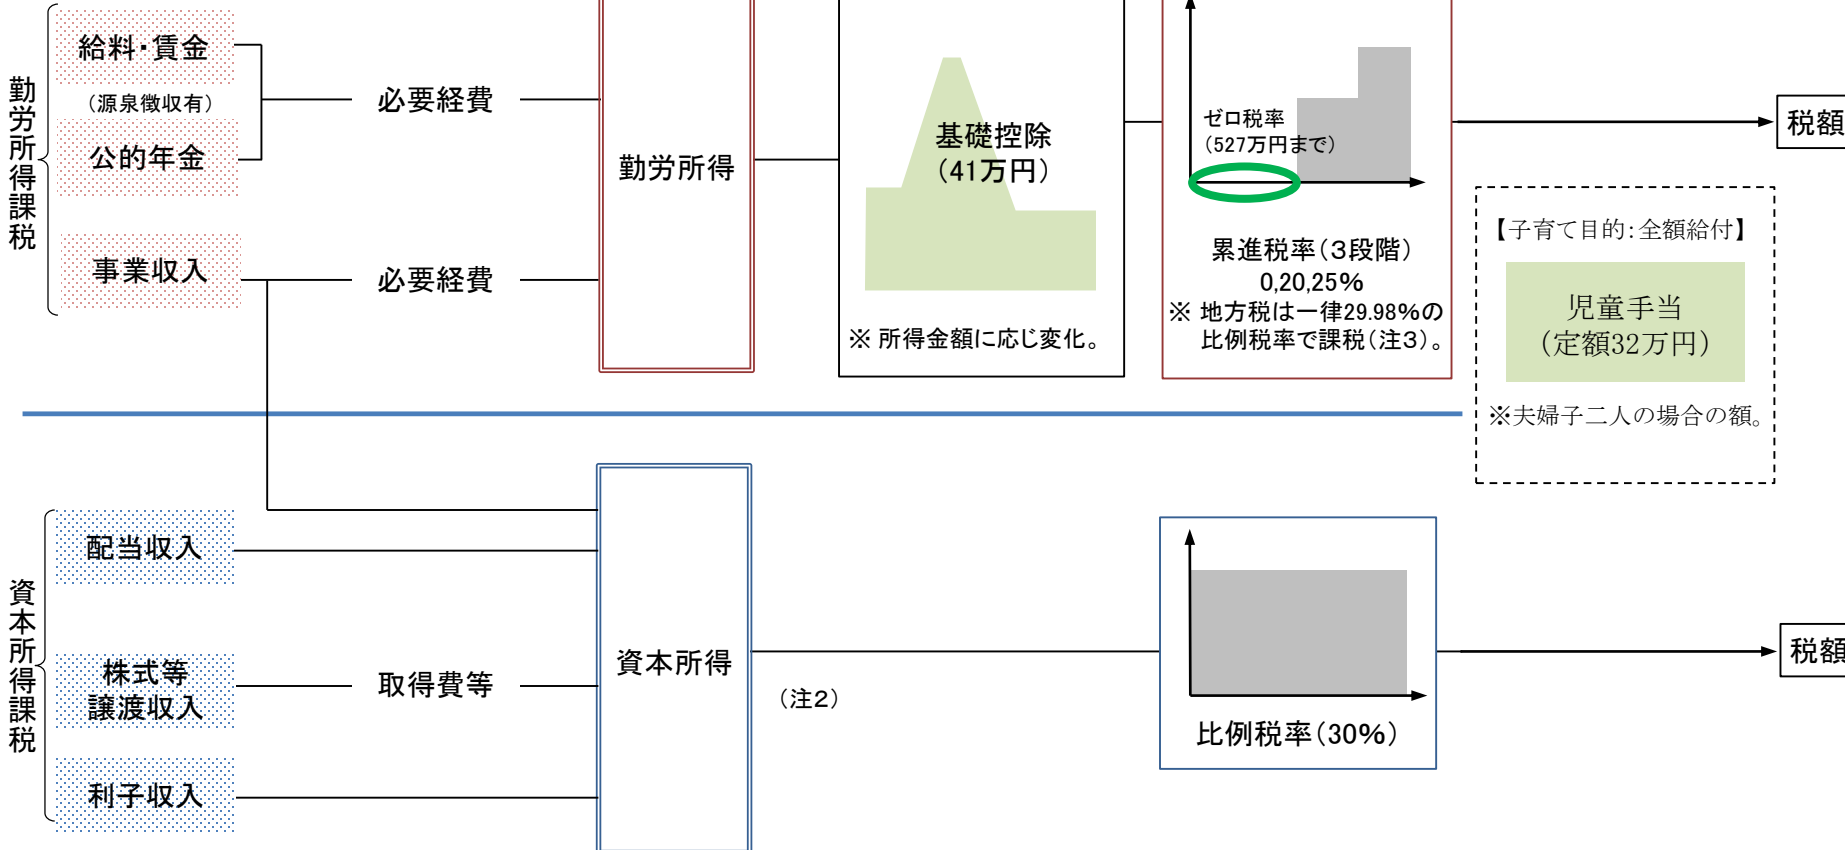 勤労所得課税
給料・賃金
（源泉徴収有）
公的年金
事業収入
必要経費
必要経費
勤労所得
基礎控除
（41万円）
※ 所得金額に応じ変化。
ゼロ税率
（527万円まで）
累進税率（３段階）
0,20,25%
※ 地方税は一律29.98%の
比例税率で課税（注３）。
税額
【子育て目的：全額給付】
児童手当
（定額32万円）
※夫婦子二人の場合の額。
資本所得課税
配当収入
株式等
譲渡収入
利子収入
取得費等
資本所得
（注２）
比例税率（30%）
税額